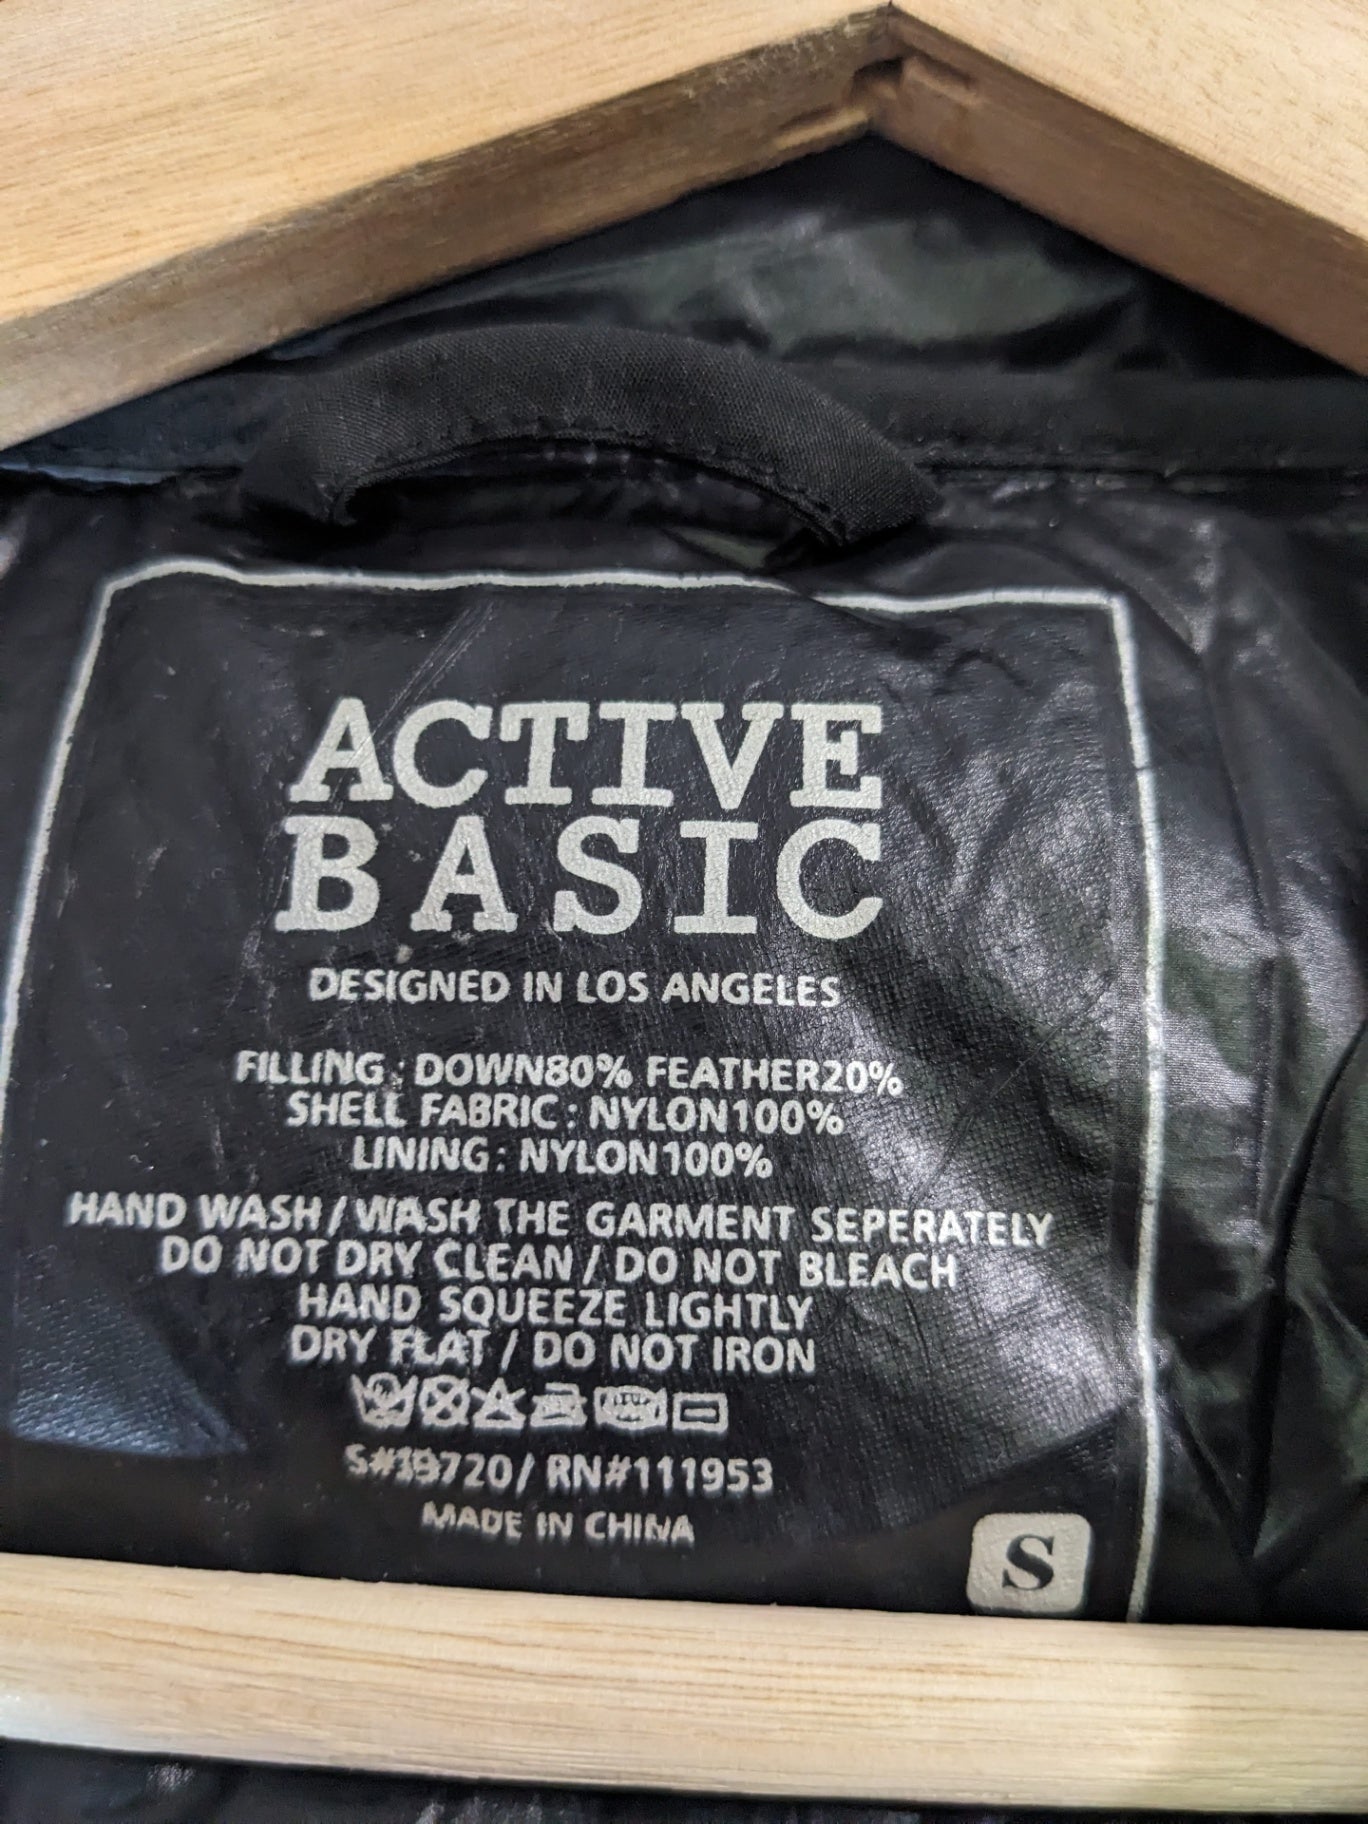 ACTIVE
BASIC
DESIGNED IN LOS ANGELES
FILLING : DOWN80% FEATHER20%
SHELL FABRIC : NYLON100%
LINING : NYLON100%
HAND WASH / WASH THE GARMENT SEPERATELY
DO NOT DRY CLEAN / DO NOT BLEACH
HAND SQUEEZE LIGHTLY
DRY FLAT / DO NOT IRON
RN#111953
MADE IN CHINA
S